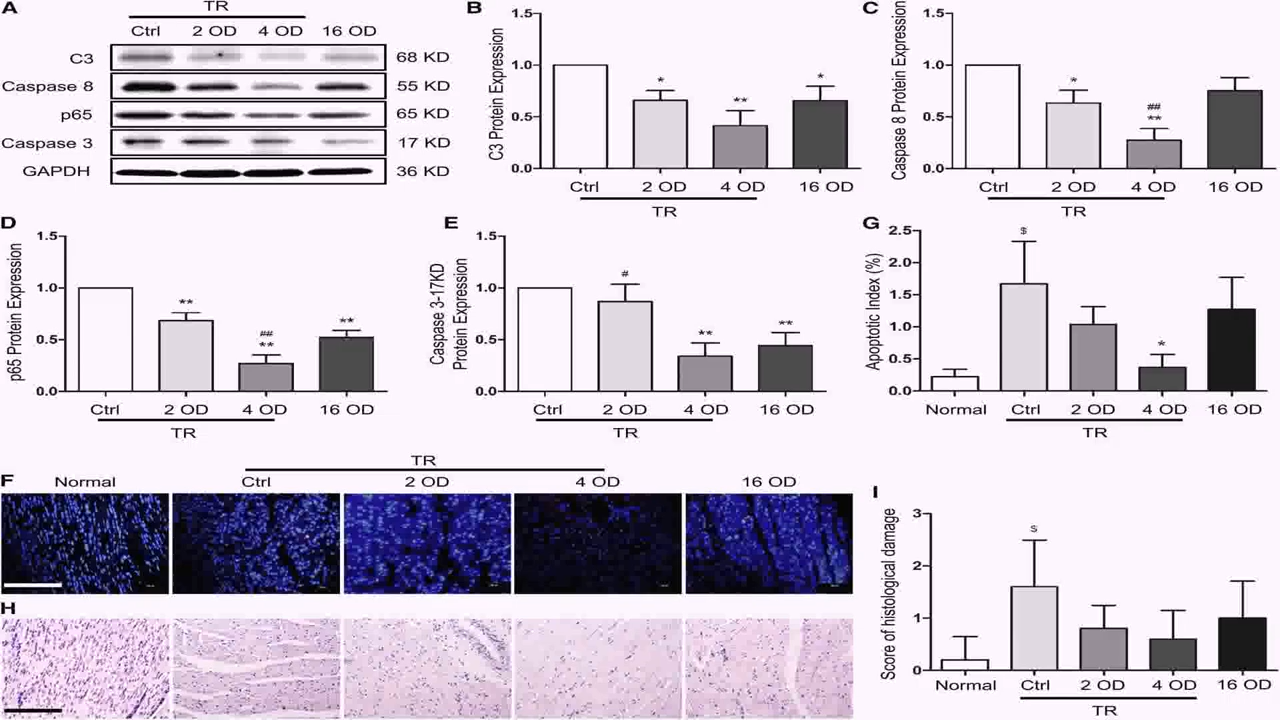 A
TR
Ctrl 2 OD 4 OD 16 OD
C3 68 KD
Caspase 8 55 KD
p65 65 KD
Caspase 3 17 KD
GAPDH 36 KD
B
C3 Protein Expression
1.5
1.0
0.5
0.0
* ** *
Ctrl 2 OD 4 OD 16 OD
TR
C
Caspase 8 Protein Expression
1.5
1.0
0.5
0.0
*
##
**
Ctrl 2 OD 4 OD 16 OD
TR
D
p65 Protein Expression
1.5
1.0
0.5
0.0
**
##
**
**
Ctrl 2 OD 4 OD 16 OD
TR
E
Caspase 3-17KD
Protein Expression
1.5
1.0
0.5
0.0
# ** **
Ctrl 2 OD 4 OD 16 OD
TR
G
Apoptotic Index (%)
2.5
2.0
1.5
1.0
0.5
0.0
$ *
Normal Ctrl 2 OD 4 OD 16 OD
TR
F
TR
Normal Ctrl 2 OD 4 OD 16 OD
H
I
Score of histological damage
3
2
1
0
$
Normal Ctrl 2 OD 4 OD 16 OD
TR